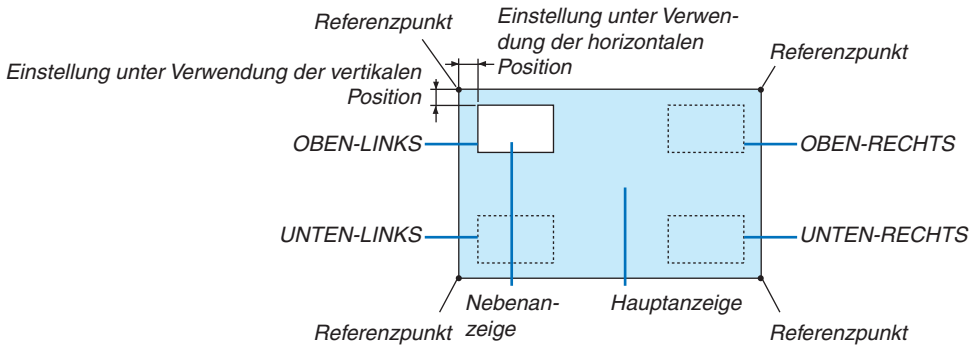 Referenzpunkt
Einstellung unter Verwen-
dung der horizontalen
Position
Referenzpunkt
Einstellung unter Verwendung der vertikalen
Position
OBEN-LINKS
OBEN-RECHTS
UNTEN-LINKS
UNTEN-RECHTS
Referenzpunkt
Nebenan-
zeige
Hauptanzeige
Referenzpunkt